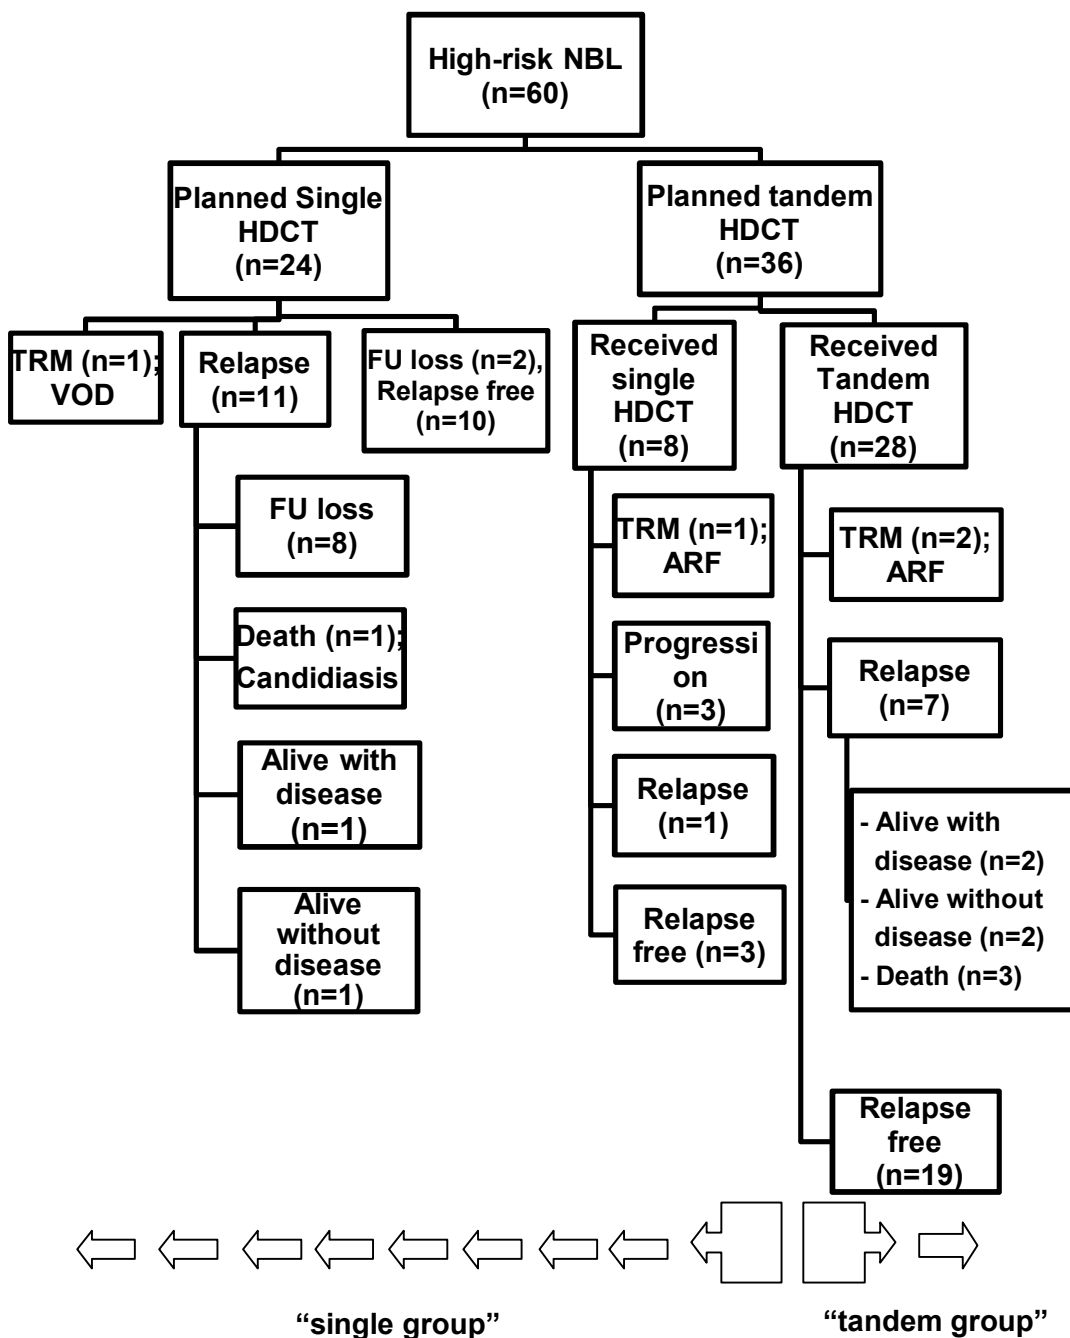 High-risk NBL
(n=60)
Planned Single
HDCT
(n=24)
Planned tandem
HDCT
(n=36)
TRM (n=1);
VOD
Relapse
(n=11)
FU loss (n=2),
Relapse free
(n=10)
Received
single
HDCT
(n=8)
Received
Tandem
HDCT
(n=28)
FU loss
(n=8)
Death (n=1);
Candidiasis
Alive with
disease
(n=1)
Alive
without
disease
(n=1)
TRM (n=1);
ARF
Progressi
on
(n=3)
Relapse
(n=1)
Relapse
free (n=3)
TRM (n=2);
ARF
Relapse
(n=7)
- Alive with
disease (n=2)
- Alive without
disease (n=2)
- Death (n=3)
Relapse
free
(n=19)
“single group”
“tandem group”